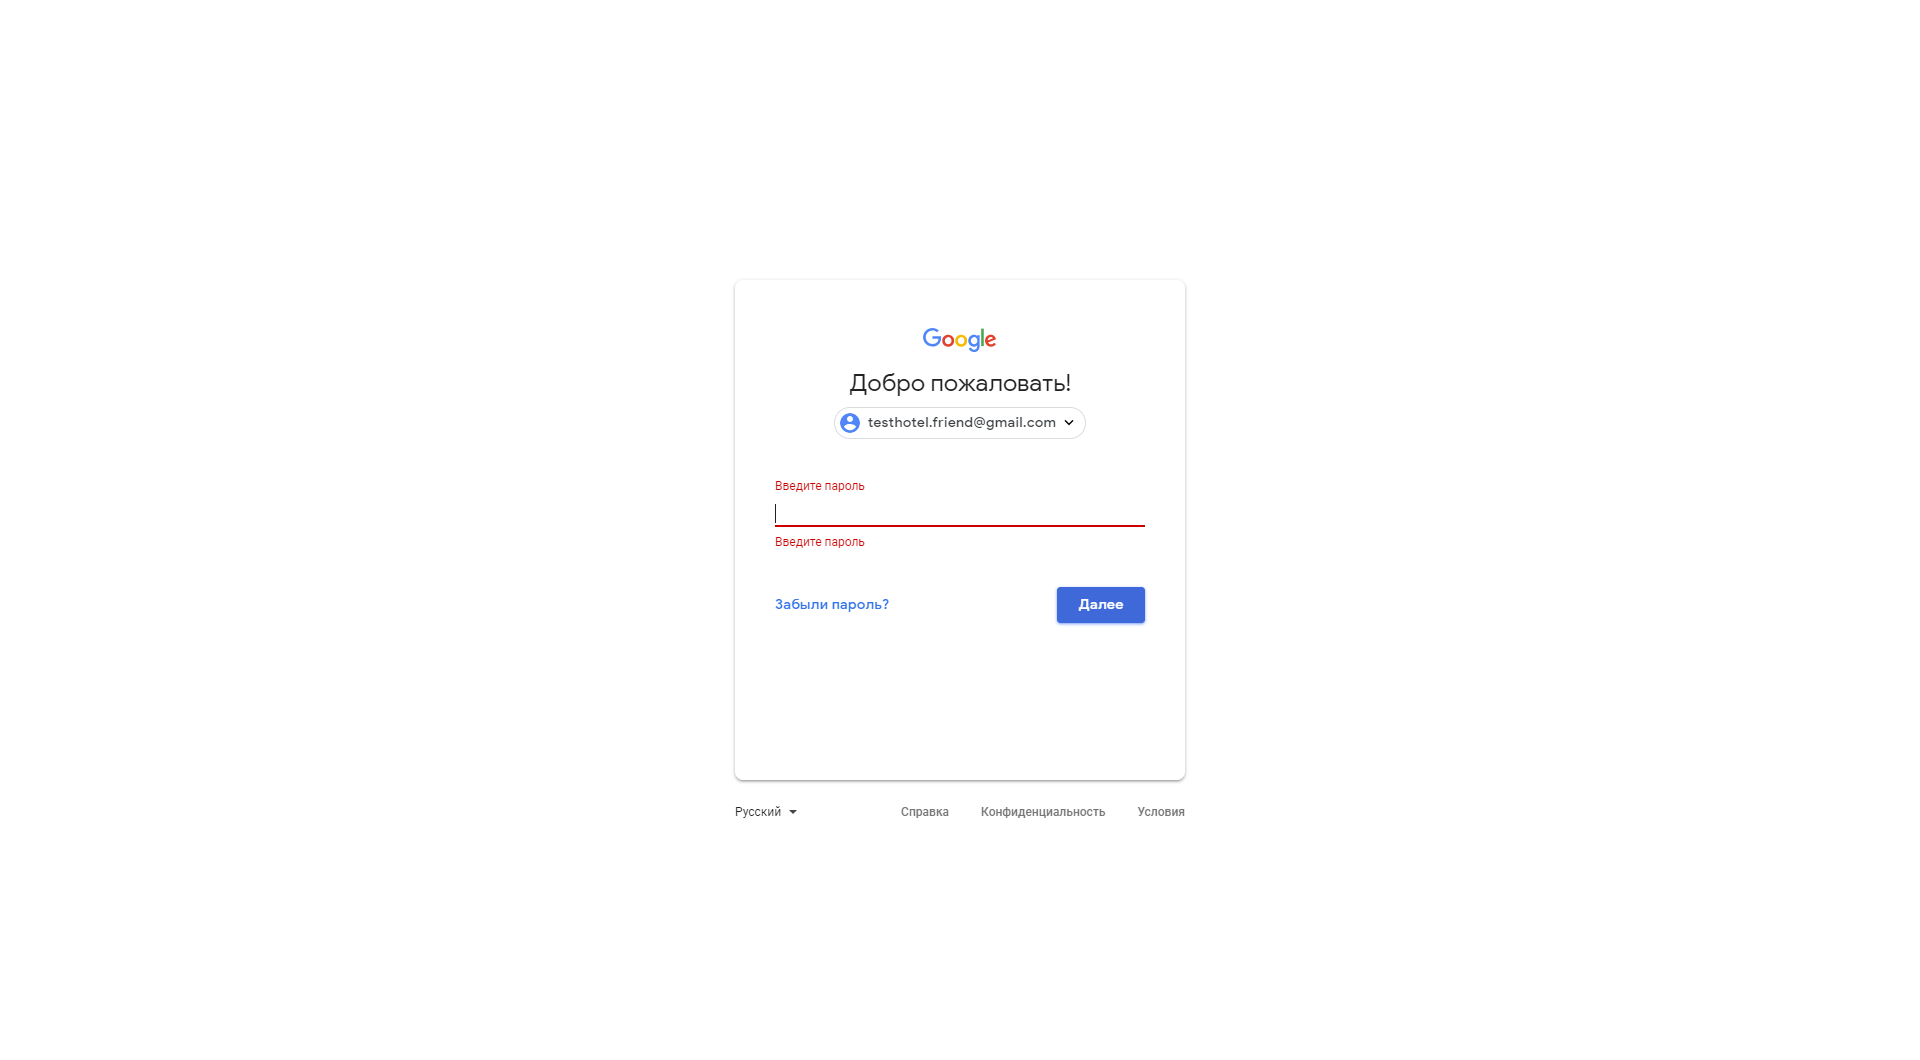 Google
Добро пожаловать!
testhotel.friend@gmail.com
Введите пароль
Введите пароль
Забыли пароль?
Далее
Русский
Справка
Конфиденциальность
Условия